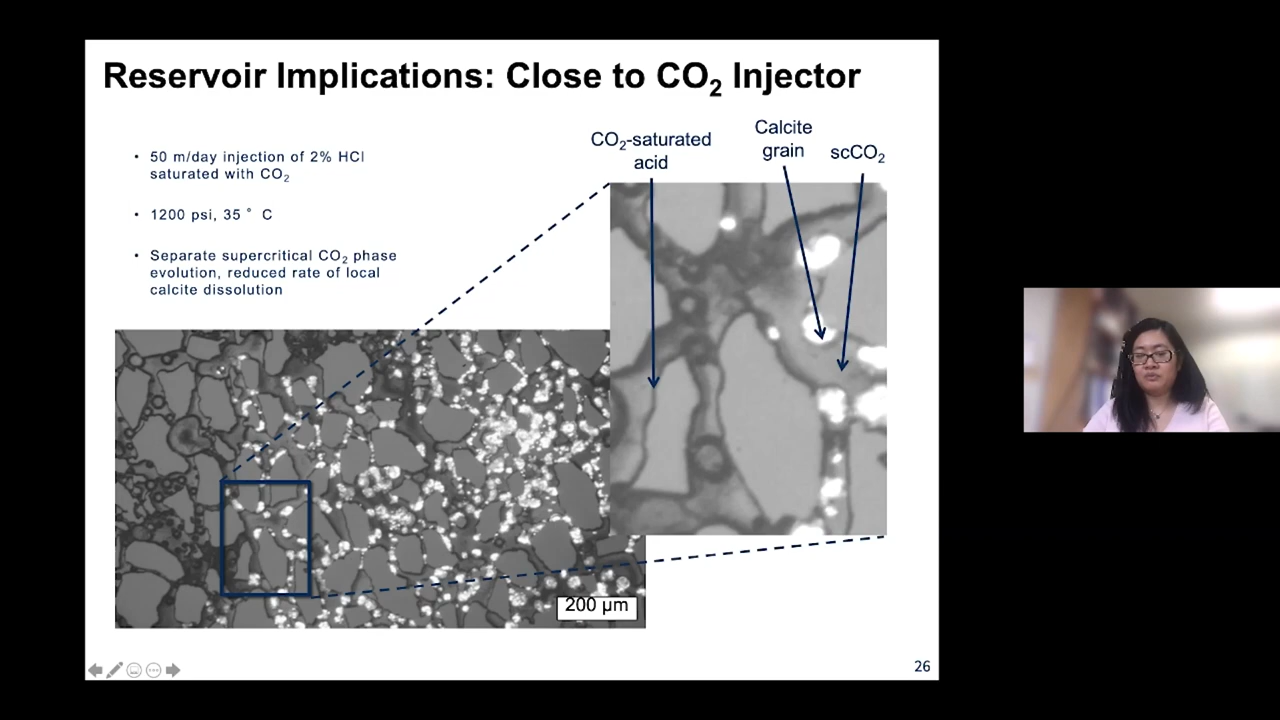 Reservoir Implications: Close to CO₂ Injector
• 50 m/day injection of 2% HCl
saturated with CO₂
• 1200 psi, 35 ° C
• Separate supercritical CO₂ phase
evolution, reduced rate of local
calcite dissolution
CO₂-saturated
acid
Calcite
grain
scCO₂
200 μm
26